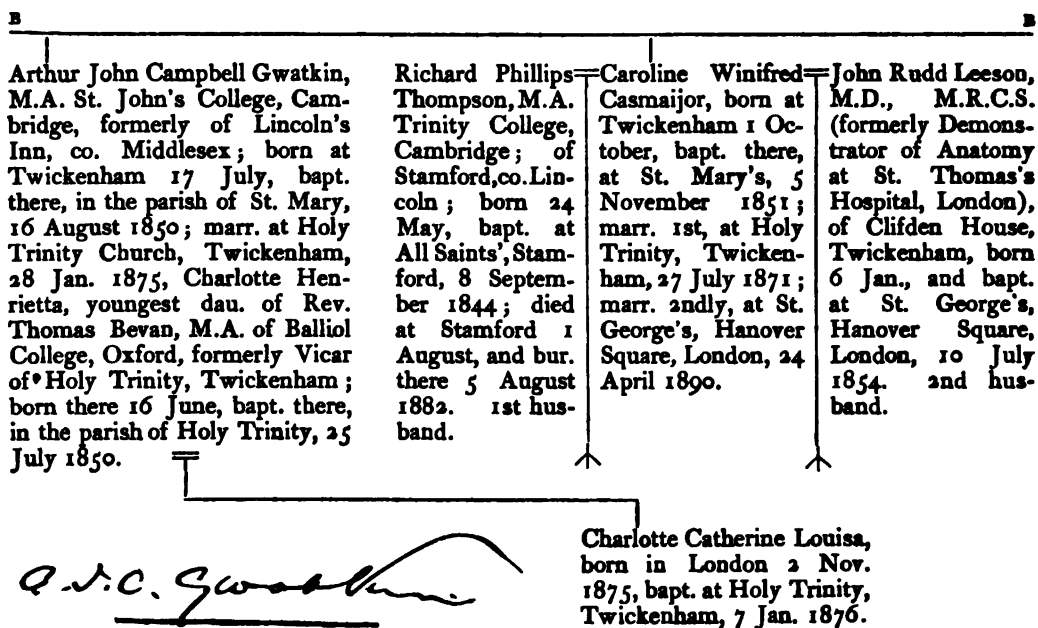 B B
Arthur John Campbell Gwatkin,
M.A. St. John's College, Cam-
bridge, formerly of Lincoln's
Inn, co. Middlesex; born at
Twickenham 17 July, bapt.
there, in the parish of St. Mary,
16 August 1850; marr. at Holy
Trinity Church, Twickenham,
28 Jan. 1875, Charlotte Hen-
rietta, youngest dau. of Rev.
Thomas Bevan, M.A. of Balliol
College, Oxford, formerly Vicar
of Holy Trinity, Twickenham;
born there 16 June, bapt. there,
in the parish of Holy Trinity, 25
July 1850.
Richard Phillips
Thompson, M.A.
Trinity College,
Cambridge; of
Stamford, co. Lin-
coln; born 24
May, bapt. at
All Saints', Stam-
ford, 8 Septem-
ber 1844; died
at Stamford 1
August, and bur.
there 5 August
1882. 1st hus-
band.
Caroline Winifred
Casmaijor, born at
Twickenham 1 Oc-
tober, bapt. there,
at St. Mary's, 5
November 1851;
marr. 1st, at Holy
Trinity, Twicken-
ham, 27 July 1871;
marr. 2ndly, at St.
George's, Hanover
Square, London, 24
April 1890.
John Rudd Leeson,
M.D., M.R.C.S.
(formerly Demons-
trator of Anatomy
at St. Thomas's
Hospital, London),
of Clifden House,
Twickenham, born
6 Jan., and bapt.
at St. George's,
Hanover Square,
London, 10 July
1854. 2nd hus-
band.
Charlotte Catherine Louisa,
born in London 2 Nov.
1875, bapt. at Holy Trinity,
Twickenham, 7 Jan. 1876.
A.J.C. Gwatkin.